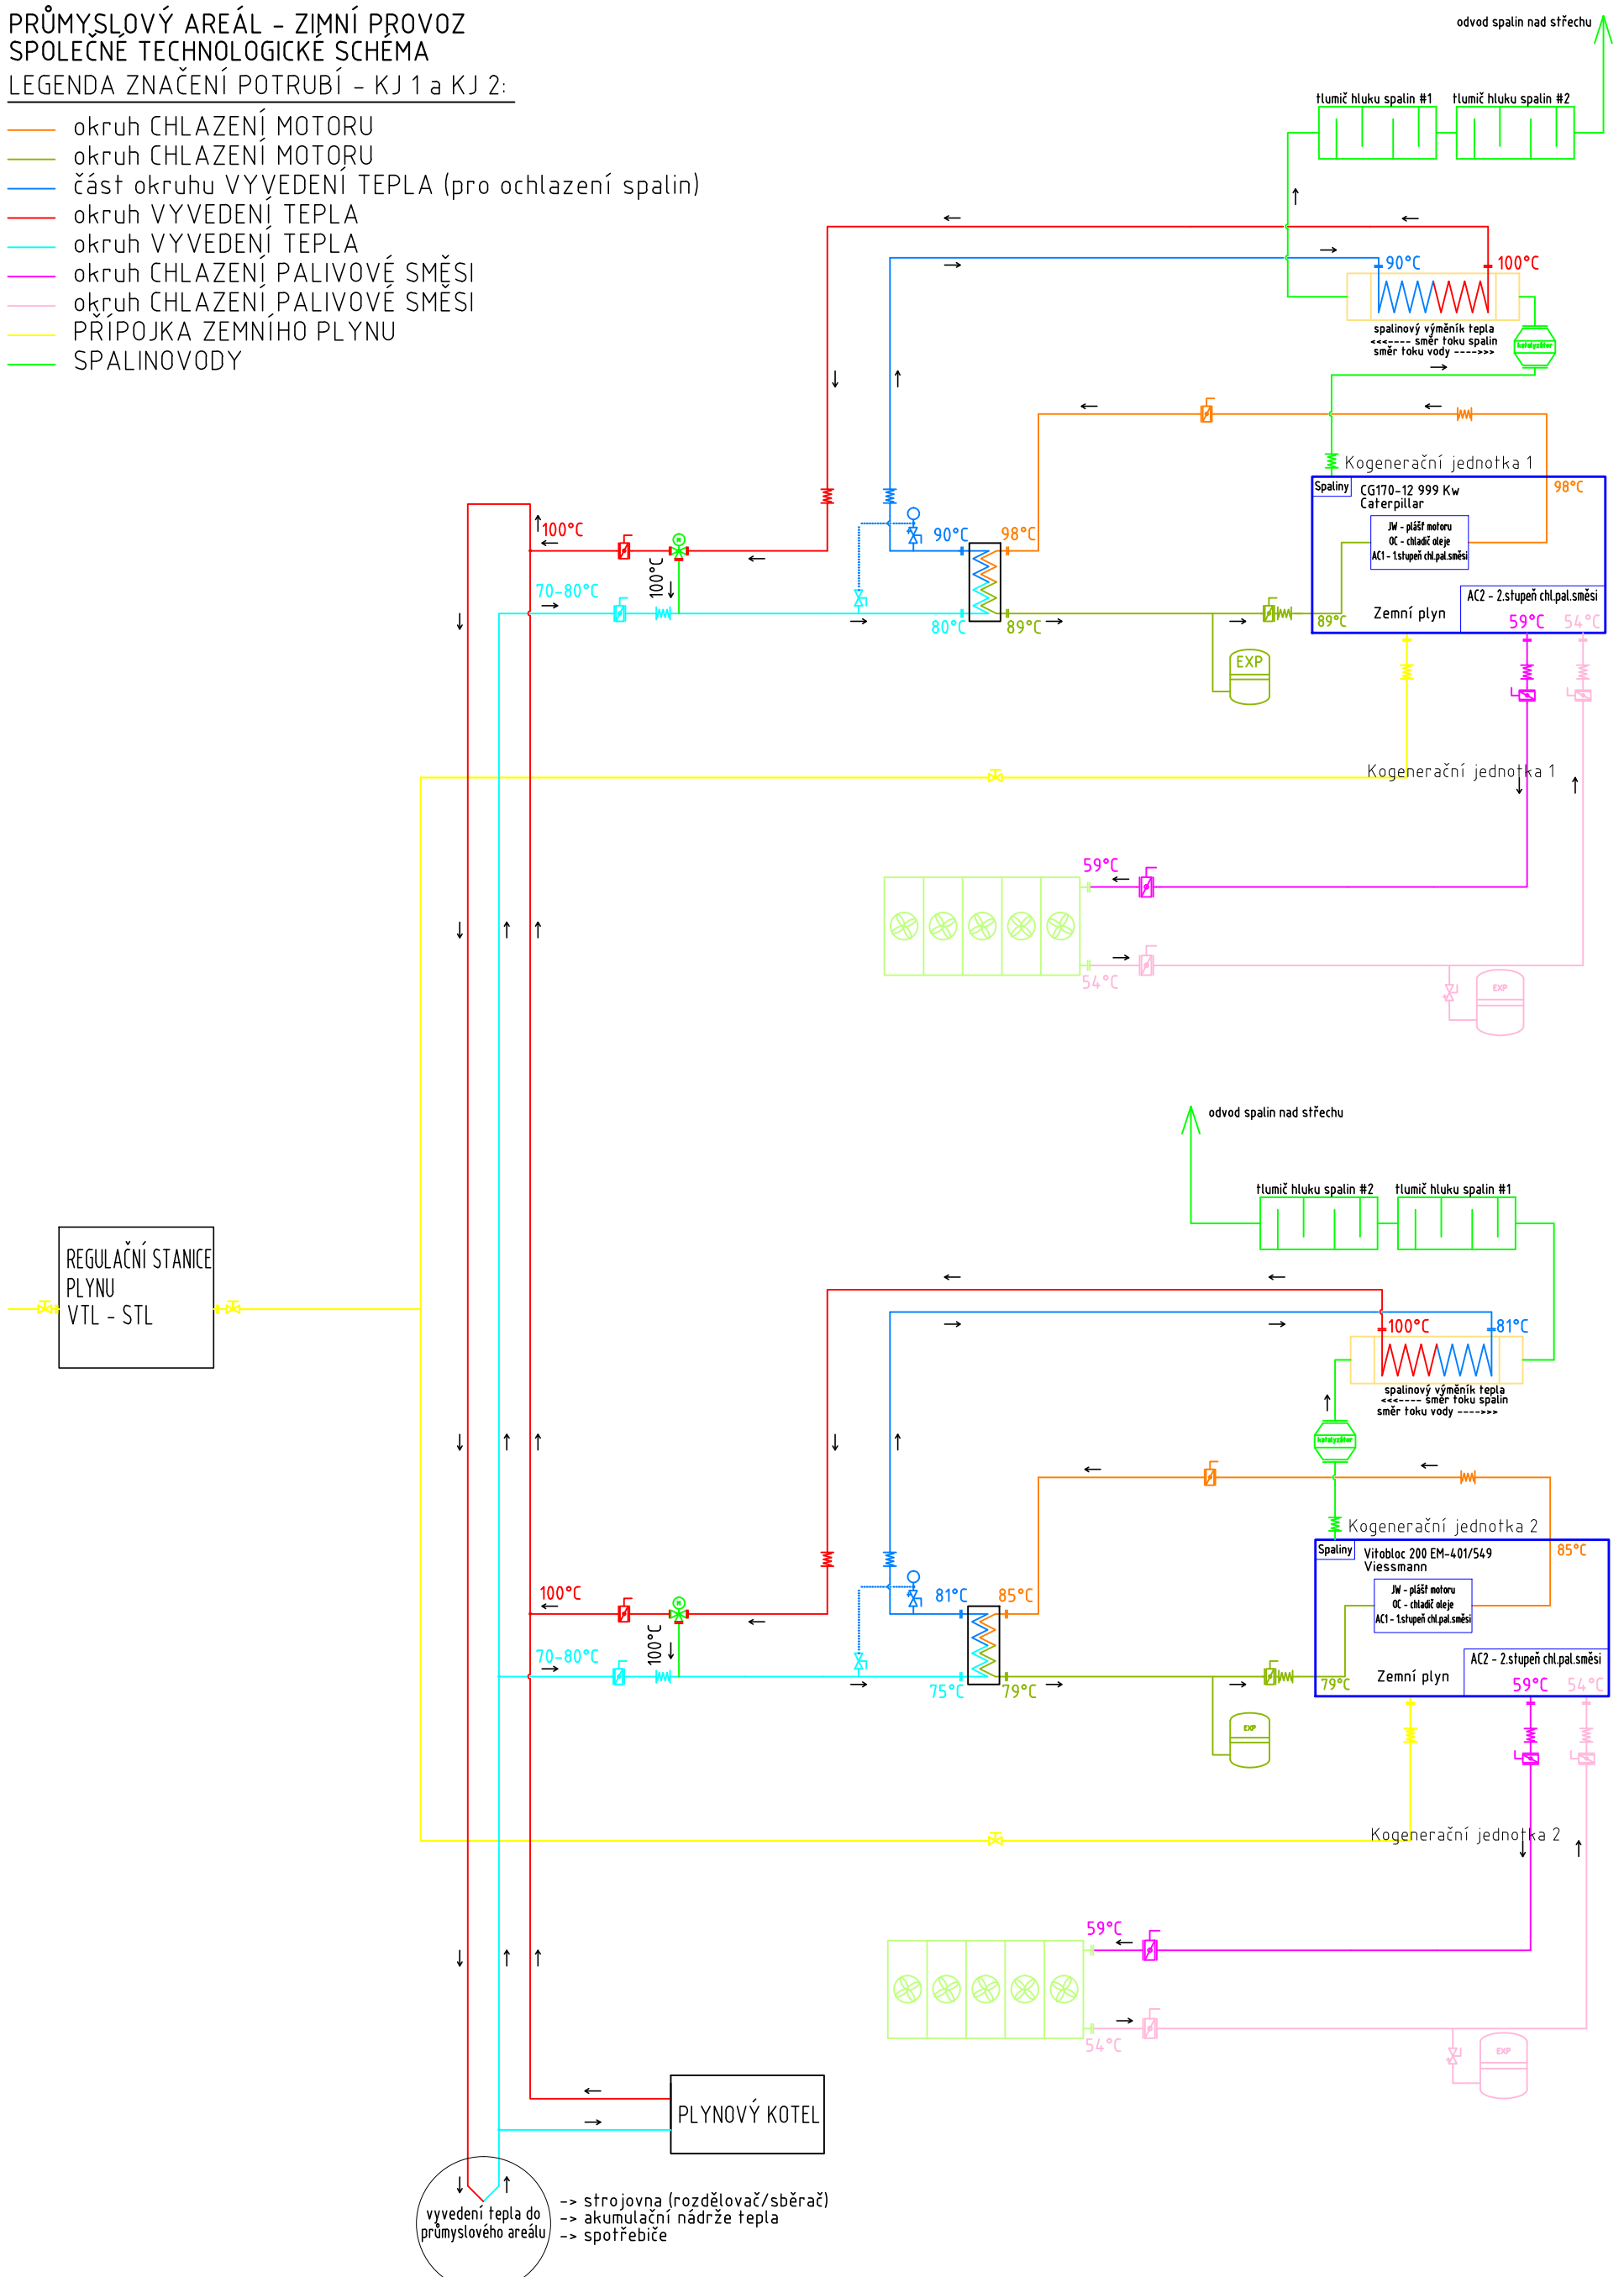 PRŮMYSLOVÝ AREÁL - ZIMNÍ PROVOZ
SPOLEČNÉ TECHNOLOGICKÉ SCHÉMA
LEGENDA ZNAČENÍ POTRUBÍ - KJ 1 a KJ 2:
okruh CHLAZENÍ MOTORU
okruh CHLAZENÍ MOTORU
část okruhu VYVEDENÍ TEPLA (pro ochlazení spalin)
okruh VYVEDENÍ TEPLA
okruh VYVEDENÍ TEPLA
okruh CHLAZENÍ PALIVOVÉ SMĚSI
okruh CHLAZENÍ PALIVOVÉ SMĚSI
PŘÍPOJKA ZEMNÍHO PLYNU
SPALINOVODY
odvod spalin nad střechu
tlumič hluku spalin #1
tlumič hluku spalin #2
90°C
100°C
spalinový výměník tepla
<<<---- směr toku spalin
směr toku vody ---->>>
katalyzátor
Kogenerační jednotka 1
Spaliny
CG170-12 999 Kw
Caterpillar
98°C
JW - plášť motoru
OC - chladič oleje
AC1 - 1.stupeň chl.pal.směsi
AC2 - 2.stupeň chl.pal.směsi
Zemní plyn
89°C
59°C
54°C
100°C
100°C
70-80°C
90°C
98°C
80°C
89°C
EXP
Kogenerační jednotka 1
59°C
54°C
EXP
odvod spalin nad střechu
tlumič hluku spalin #2
tlumič hluku spalin #1
REGULAČNÍ STANICE
PLYNU
VTL - STL
100°C
81°C
spalinový výměník tepla
<<<---- směr toku spalin
směr toku vody ---->>>
katalyzátor
Kogenerační jednotka 2
Spaliny
Vitobloc 200 EM-401/549
Viessmann
85°C
JW - plášť motoru
OC - chladič oleje
AC1 - 1.stupeň chl.pal.směsi
AC2 - 2.stupeň chl.pal.směsi
Zemní plyn
79°C
59°C
54°C
100°C
100°C
70-80°C
81°C
85°C
75°C
79°C
EXP
Kogenerační jednotka 2
59°C
54°C
EXP
PLYNOVÝ KOTEL
vyvedení tepla do
průmyslového areálu
-> strojovna (rozdělovač/sběrač)
-> akumulační nádrže tepla
-> spotřebiče